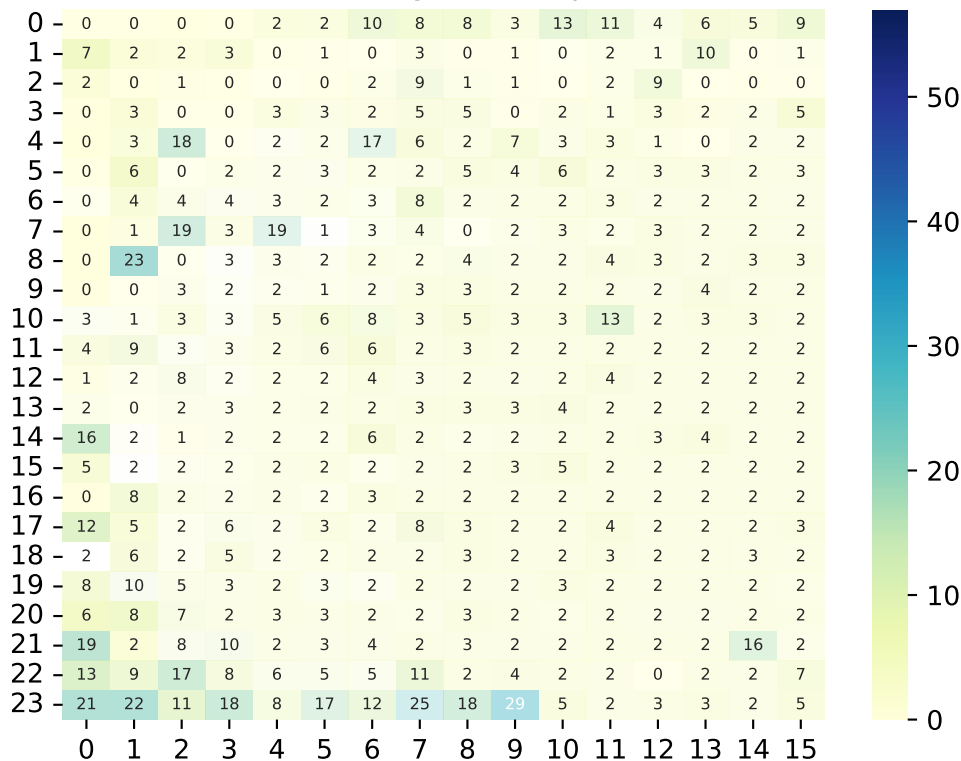 0 0 0 0 0 2 2 10 8 8 3 13 11 4 6 5 9
1 7 2 2 3 0 1 0 3 0 1 0 2 1 10 0 1
2 2 0 1 0 0 0 2 9 1 1 0 2 9 0 0 0
3 0 3 0 0 3 3 2 5 5 0 2 1 3 2 2 5
4 0 3 18 0 2 2 17 6 2 7 3 3 1 0 2 2
5 0 6 0 2 2 3 2 2 5 4 6 2 3 3 2 3
6 0 4 4 4 3 2 3 8 2 2 2 3 2 2 2 2
7 0 1 19 3 19 1 3 4 0 2 3 2 3 2 2 2
8 0 23 0 3 3 2 2 2 4 2 2 4 3 2 3 3
9 0 0 3 2 2 1 2 3 3 2 2 2 2 4 2 2
10 3 1 3 3 5 6 8 3 5 3 3 13 2 3 3 2
11 4 9 3 3 2 6 6 2 3 2 2 2 2 2 2 2
12 1 2 8 2 2 2 4 3 2 2 2 4 2 2 2 2
13 2 0 2 3 2 2 2 3 3 3 4 2 2 2 2 2
14 16 2 1 2 2 2 6 2 2 2 2 2 3 4 2 2
15 5 2 2 2 2 2 2 2 2 3 5 2 2 2 2 2
16 0 8 2 2 2 2 3 2 2 2 2 2 2 2 2 2
17 12 5 2 6 2 3 2 8 3 2 2 4 2 2 2 3
18 2 6 2 5 2 2 2 2 3 2 2 3 2 2 3 2
19 8 10 5 3 2 3 2 2 2 2 3 2 2 2 2 2
20 6 8 7 2 3 3 2 2 3 2 2 2 2 2 2 2
21 19 2 8 10 2 3 4 2 3 2 2 2 2 2 16 2
22 13 9 17 8 6 5 5 11 2 4 2 2 0 2 2 7
23 21 22 11 18 8 17 12 25 18 29 5 2 3 3 2 5
0 1 2 3 4 5 6 7 8 9 10 11 12 13 14 15
50
40
30
20
10
0